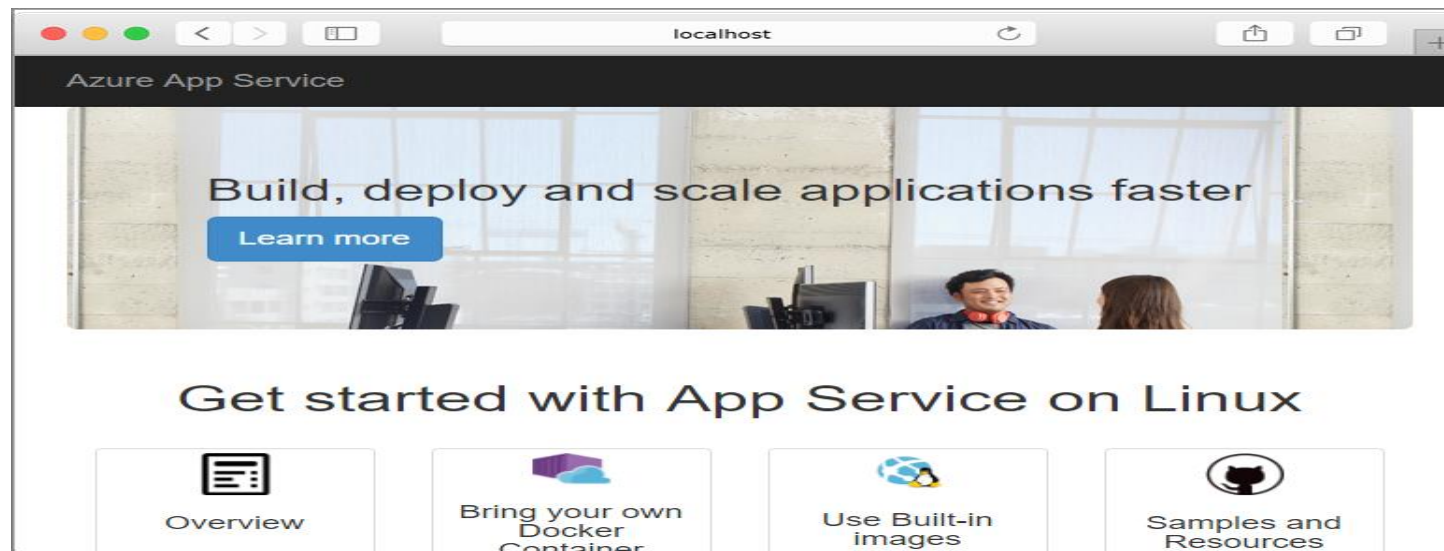 localhost
Azure App Service
Build, deploy and scale applications faster
Learn more
Get started with App Service on Linux
Overview
Bring your own
Docker
Container
Use Built-in
images
Samples and
Resources